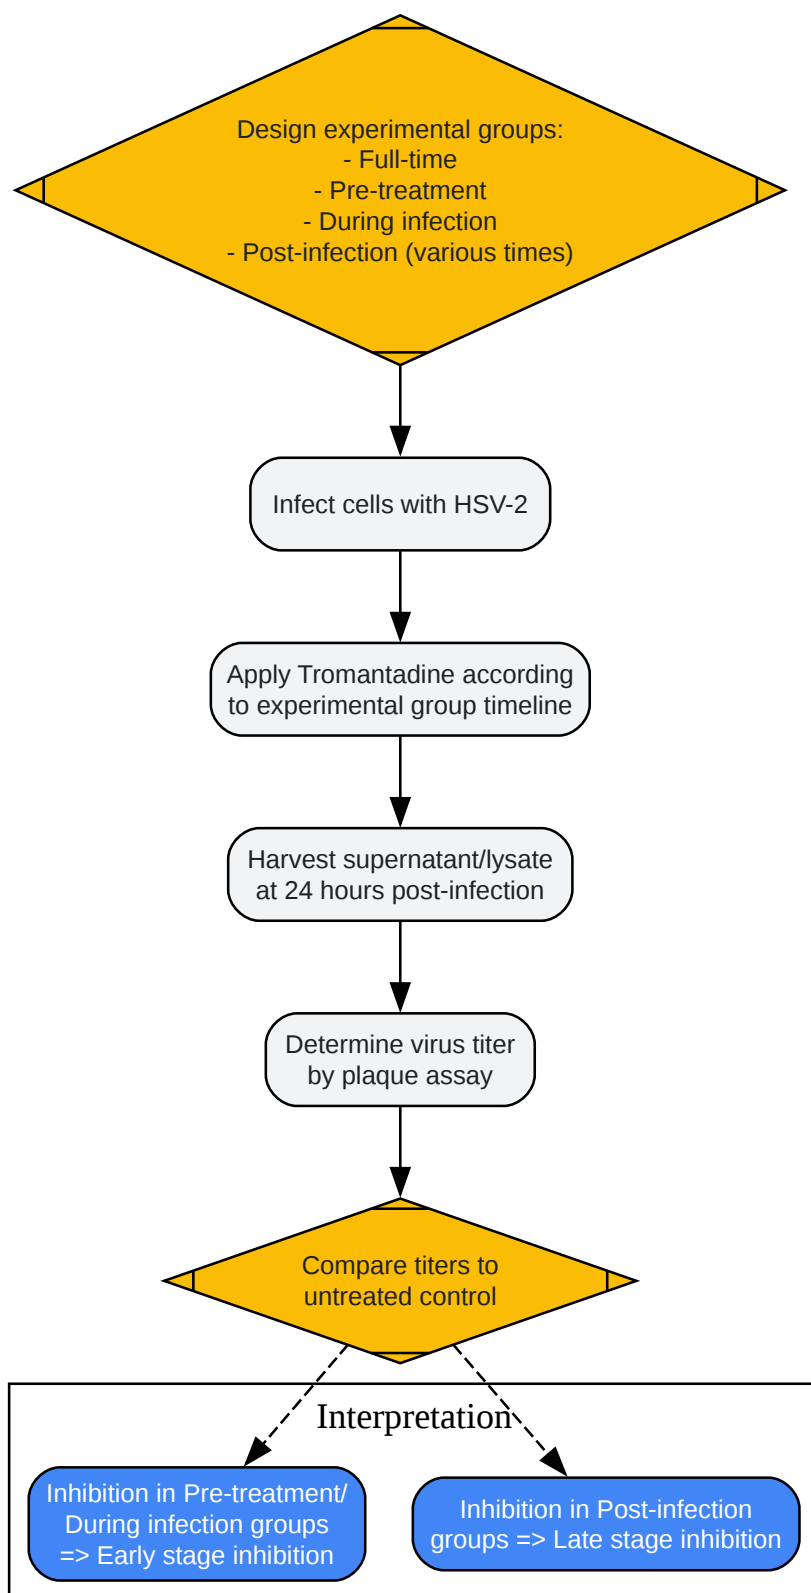 Design experimental groups:
- Full-time
- Pre-treatment
- During infection
- Post-infection (various times)
Infect cells with HSV-2
Apply Tromantadine according
to experimental group timeline
Harvest supernatant/lysate
at 24 hours post-infection
Determine virus titer
by plaque assay
Compare titers to
untreated control
Interpretation
Inhibition in Pre-treatment/
During infection groups
=> Early stage inhibition
Inhibition in Post-infection
groups => Late stage inhibition